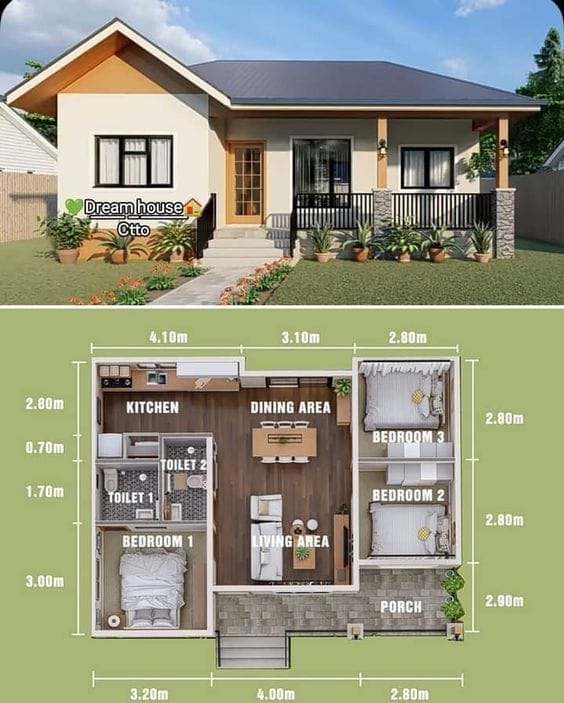 💚Dream house🏠
Ctto
4.10m 3.10m 2.80m
2.80m
KITCHEN
DINING AREA
2.80m
BEDROOM 3
0.70m
TOILET 2
1.70m
TOILET 1
BEDROOM 2
2.80m
BEDROOM 1
LIVING AREA
3.00m
PORCH
2.90m
3.20m 4.00m 2.80m